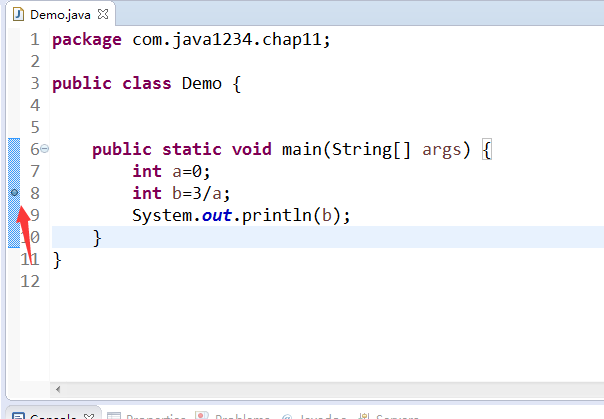 Demo.java
1 package com.java1234.chap11;
2
3 public class Demo {
4
5
6 public static void main(String[] args) {
7 int a=0;
8 int b=3/a;
9 System.out.println(b);
10 }
11 }
12
Console Properties Problems @ Javadoc Servers